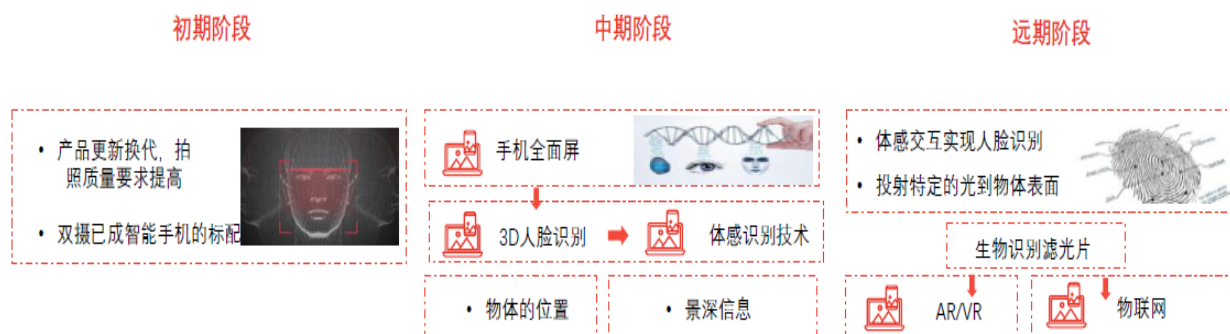 初期阶段
中期阶段
远期阶段
• 产品更新换代，拍
照质量要求提高
• 双摄已成智能手机的标配
手机全面屏
3D人脸识别
体感识别技术
• 物体的位置
• 景深信息
• 体感交互实现人脸识别
• 投射特定的光到物体表面
生物识别滤光片
AR/VR
物联网